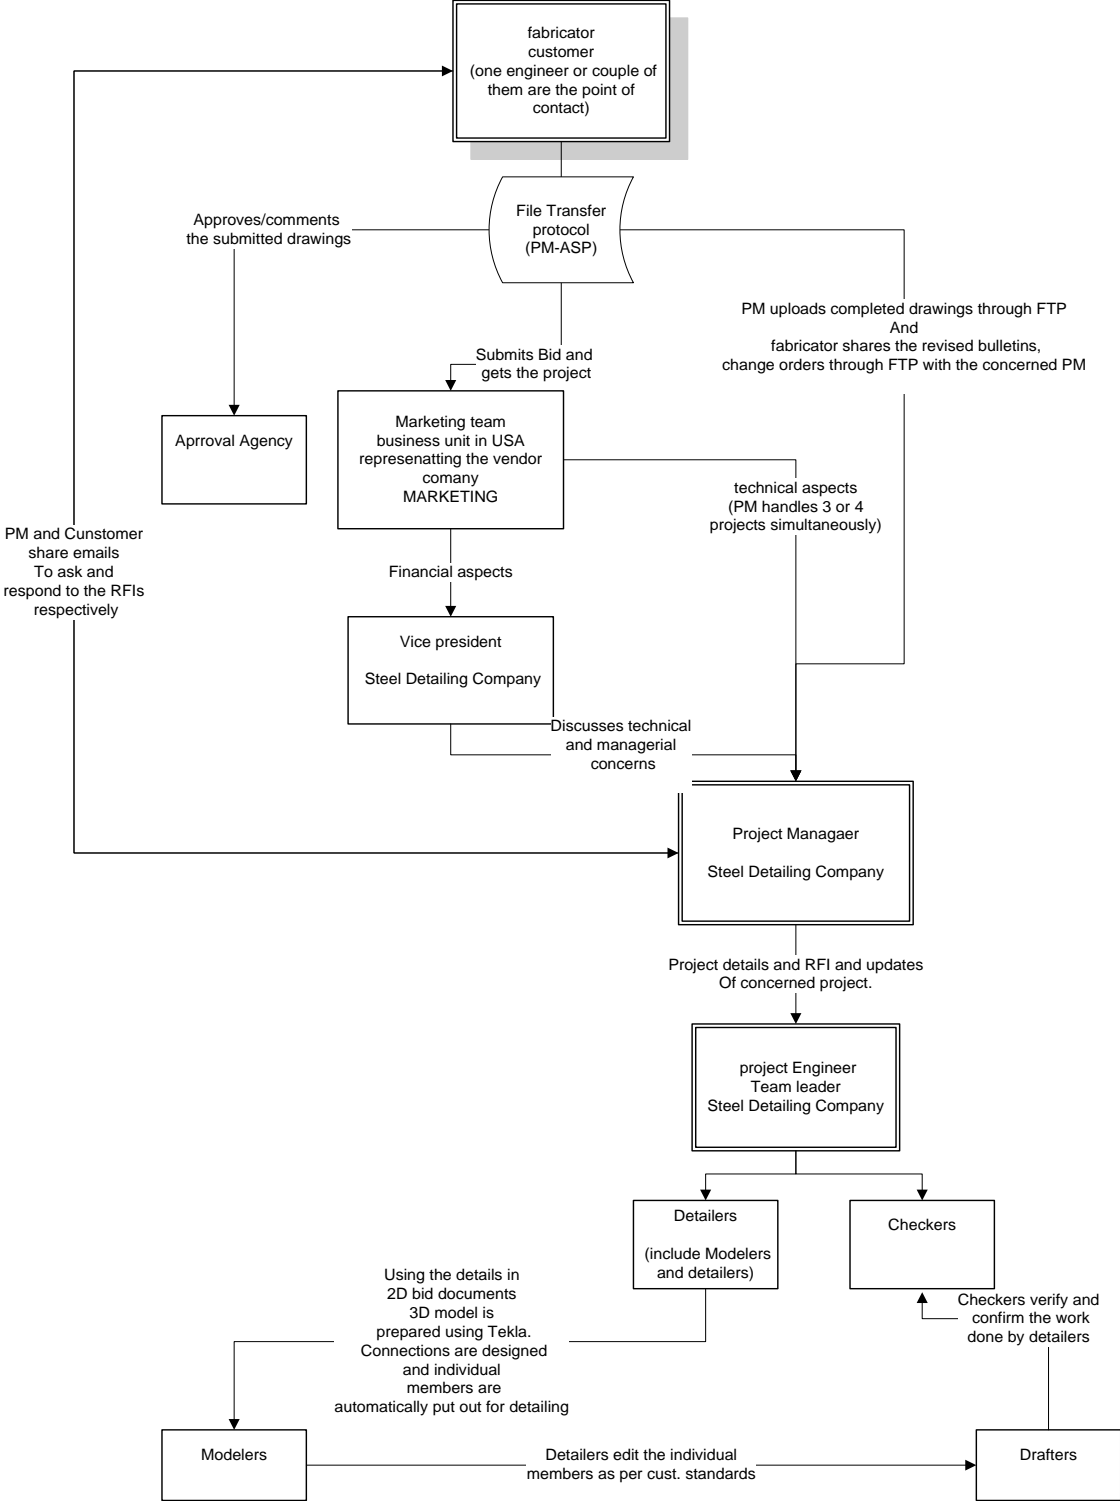 fabricator
customer
(one engineer or couple of
them are the point of
contact)
File Transfer
protocol
(PM-ASP)
Approves/comments
the submitted drawings
PM uploads completed drawings through FTP
And
fabricator shares the revised bulletins,
change orders through FTP with the concerned PM
Submits Bid and
gets the project
Aprroval Agency
Marketing team
business unit in USA
represenatting the vendor
comany
MARKETING
technical aspects
(PM handles 3 or 4
projects simultaneously)
PM and Cunstomer
share emails
To ask and
respond to the RFIs
respectively
Financial aspects
Vice president
Steel Detailing Company
Discusses technical
and managerial
concerns
Project Managaer
Steel Detailing Company
Project details and RFI and updates
Of concerned project.
project Engineer
Team leader
Steel Detailing Company
Detailers
(include Modelers
and detailers)
Checkers
Using the details in
2D bid documents
3D model is
prepared using Tekla.
Connections are designed
and individual
members are
automatically put out for detailing
Checkers verify and
confirm the work
done by detailers
Modelers
Detailers edit the individual
members as per cust. standards
Drafters